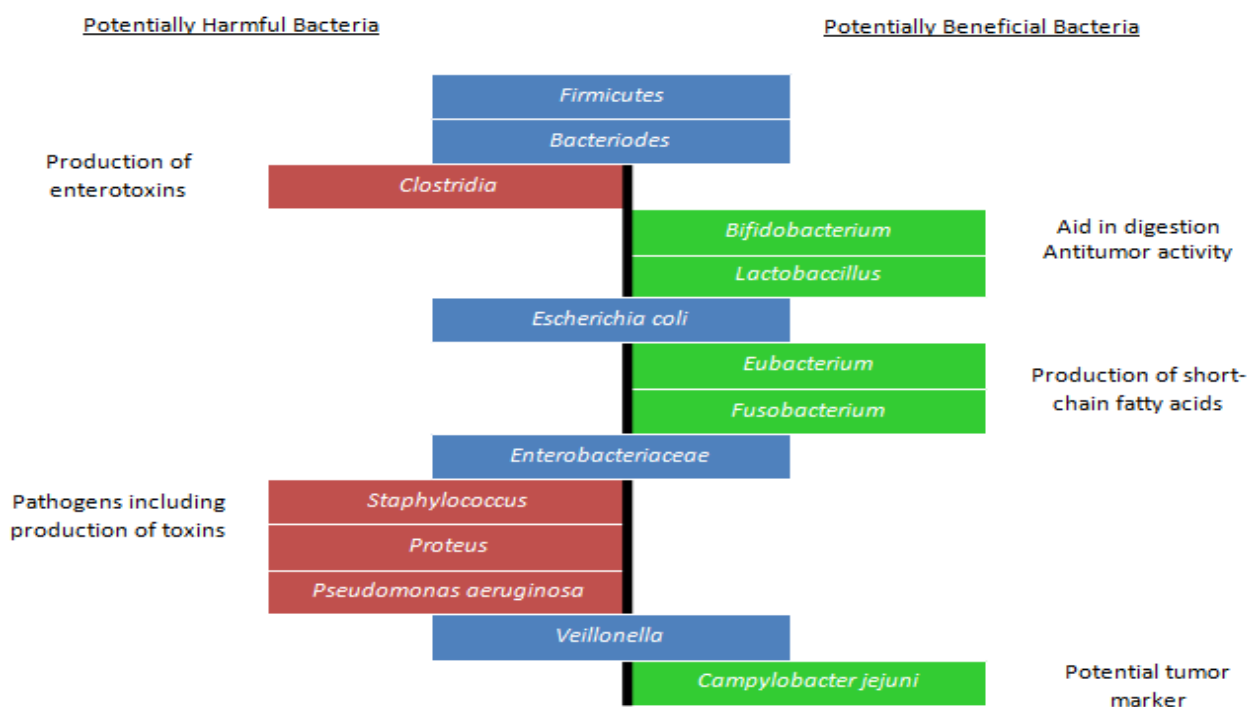 Potentially Harmful Bacteria
Potentially Beneficial Bacteria
Firmicutes
Bacteriodes
Production of
enterotoxins
Clostridia
Bifidobacterium
Lactobaccillus
Aid in digestion
Antitumor activity
Escherichia coli
Eubacterium
Fusobacterium
Production of short-
chain fatty acids
Enterobacteriaceae
Pathogens including
production of toxins
Staphylococcus
Proteus
Pseudomonas aeruginosa
Veillonella
Campylobacter jejuni
Potential tumor
marker